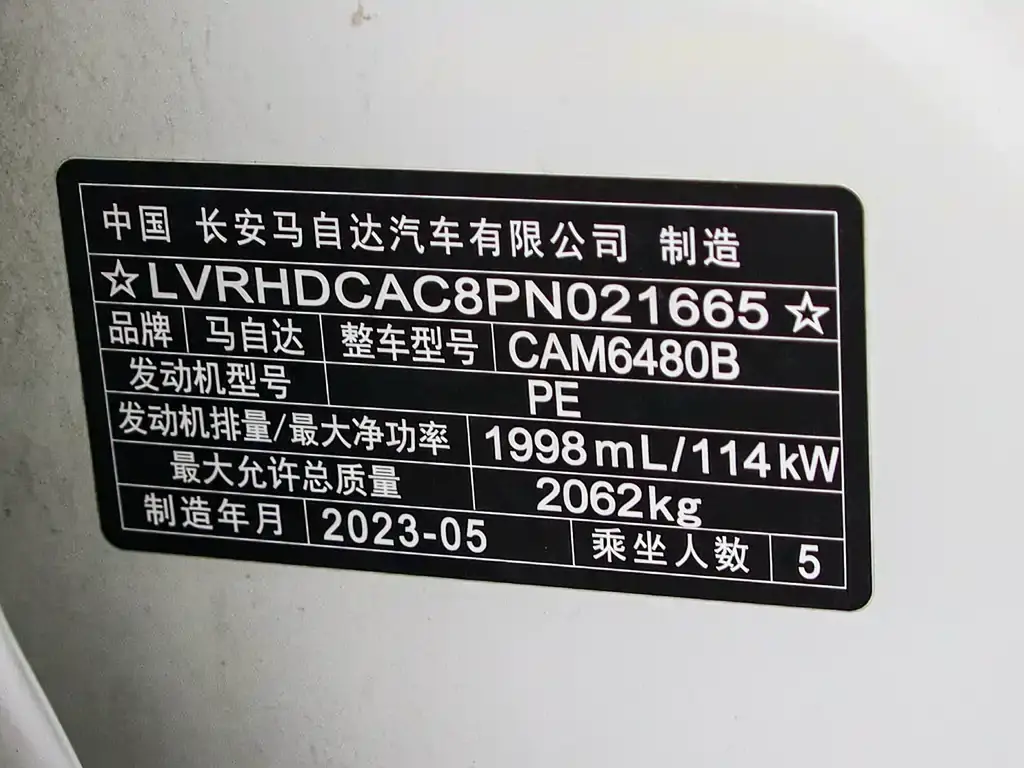 中国 长安马自达汽车有限公司 制造
☆LVRHDCAC8PN021665☆
品牌 马自达 整车型号 CAM6480B
发动机型号 PE
发动机排量/最大净功率 1998mL/114kW
最大允许总质量 2062kg
制造年月 2023-05 乘坐人数 5